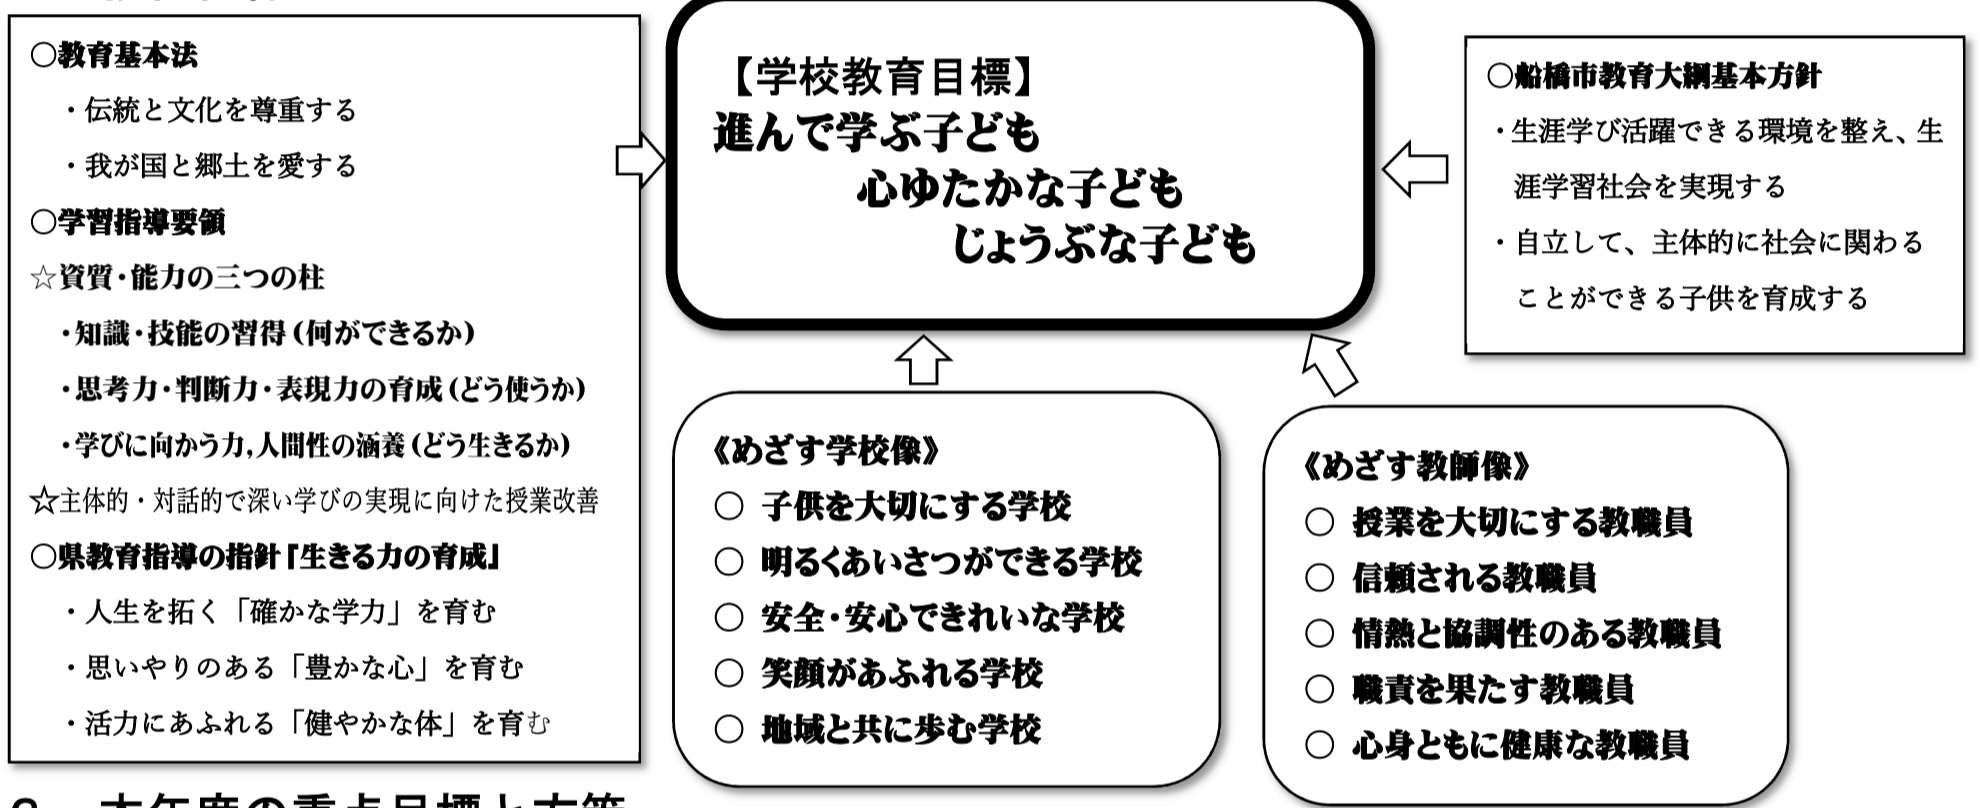 ○教育基本法
・伝統と文化を尊重する
・我が国と郷土を愛する
○学習指導要領
☆資質・能力の三つの柱
・知識・技能の習得(何ができるか)
・思考力・判断力・表現力の育成(どう使うか)
・学びに向かう力,人間性の涵養(どう生きるか)
☆主体的・対話的で深い学びの実現に向けた授業改善
○県教育指導の指針『生きる力の育成』
・人生を拓く「確かな学力」を育む
・思いやりのある「豊かな心」を育む
・活力にあふれる「健やかな体」を育む
【学校教育目標】
進んで学ぶ子ども
心ゆたかな子ども
じょうぶな子ども
○船橋市教育大綱基本方針
・生涯学び活躍できる環境を整え、生
涯学習社会を実現する
・自立して、主体的に社会に関わる
ことができる子供を育成する
《めざす学校像》
○ 子供を大切にする学校
○ 明るくあいさつができる学校
○ 安全・安心できれいな学校
○ 笑顔があふれる学校
○ 地域と共に歩む学校
《めざす教師像》
○ 授業を大切にする教職員
○ 信頼される教職員
○ 情熱と協調性のある教職員
○ 職責を果たす教職員
○ 心身ともに健康な教職員
本年度の重点目標と方策